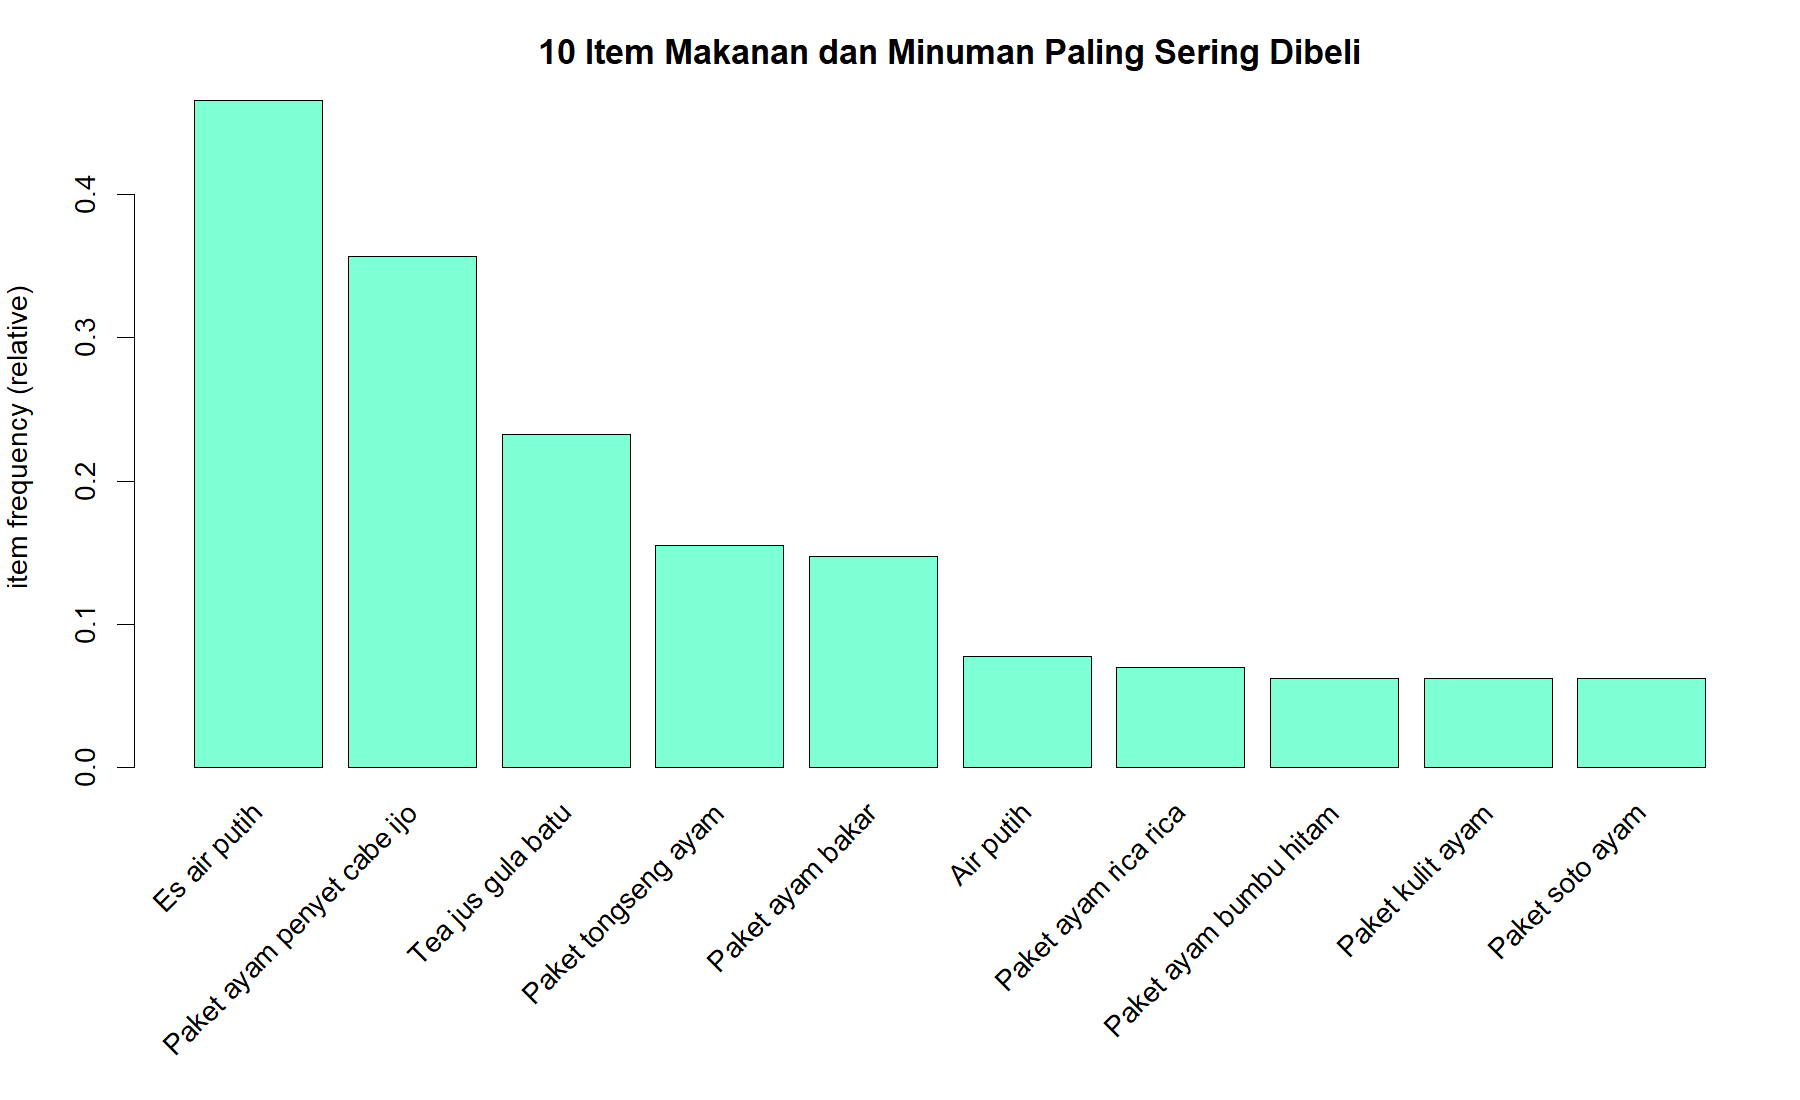 10 Item Makanan dan Minuman Paling Sering Dibeli
item frequency (relative)
0.4
0.3
0.2
0.1
0.0
Es air putih
Paket ayam penyet cabe ijo
Tea jus gula batu
Paket tongseng ayam
Paket ayam bakar
Air putih
Paket ayam rica rica
Paket ayam bumbu hitam
Paket kulit ayam
Paket soto ayam